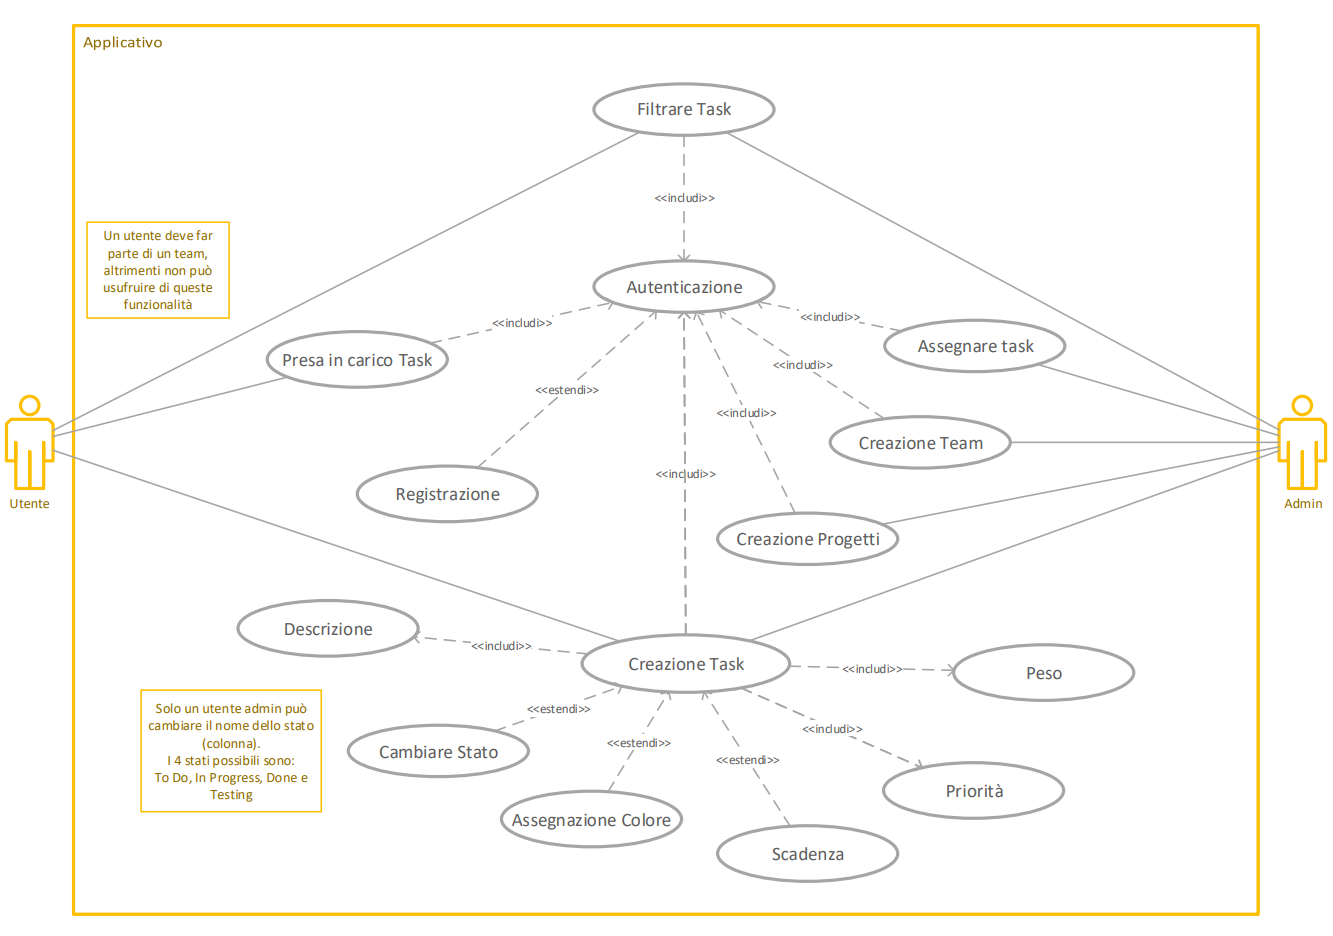 Applicativo
Filtrare Task
<<includi>>
Un utente deve far
parte di un team,
altrimenti non può
usufruire di queste
funzionalità
Autenticazione
<<includi>>
<<includi>>
Presa in carico Task
Assegnare task
<<includi>>
<<estendi>>
<<includi>>
Creazione Team
<<includi>>
Registrazione
Utente
Admin
Creazione Progetti
Descrizione
<<includi>>
Creazione Task
<<includi>>
Peso
Solo un utente admin può
cambiare il nome dello stato
(colonna).
I 4 stati possibili sono:
To Do, In Progress, Done e
Testing
<<estendi>>
<<includi>>
<<estendi>>
Cambiare Stato
<<estendi>>
Priorità
Assegnazione Colore
Scadenza